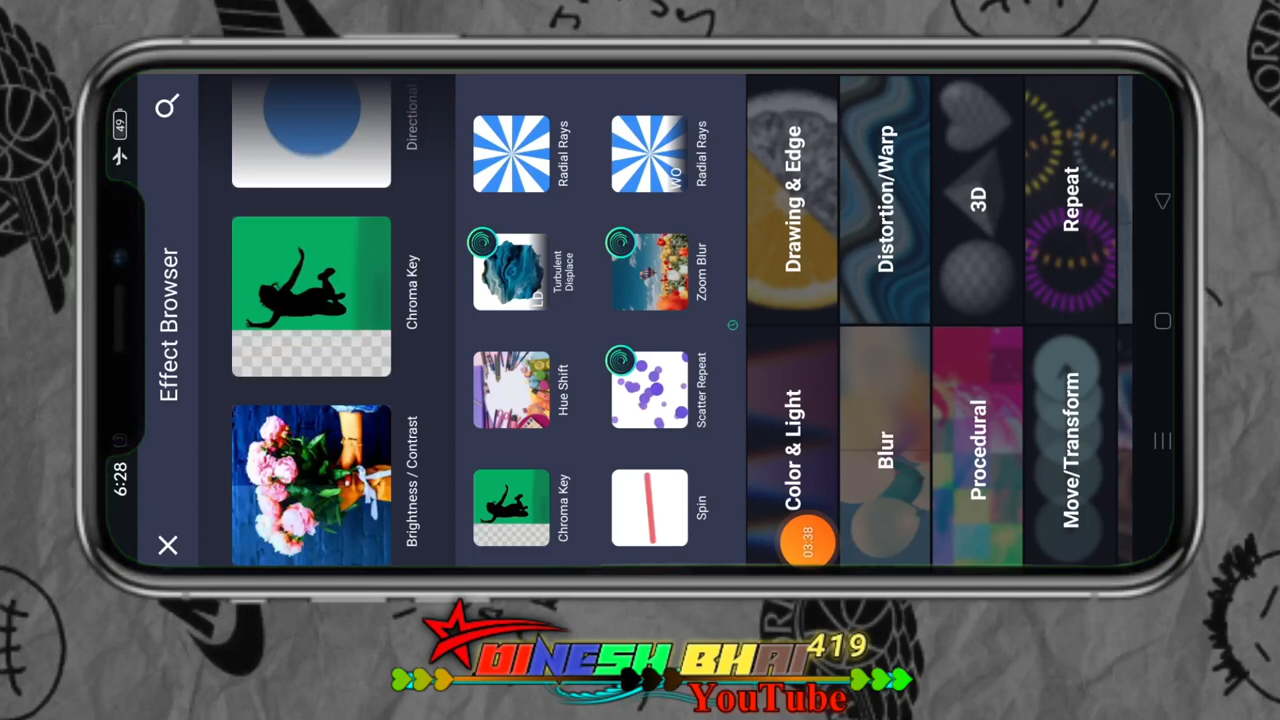 6:28
49
Effect Browser
Brightness / Contrast
Chroma Key
Directional
Chroma Key
Hue Shift
Turbulent
Displace
Radial Rays
Spin
Scatter Repeat
Zoom Blur
Radial Rays
Color & Light
Drawing & Edge
Blur
Distortion/Warp
Procedural
3D
Move/Transform
Repeat
03:38
DINESH BHAI 419
YouTube